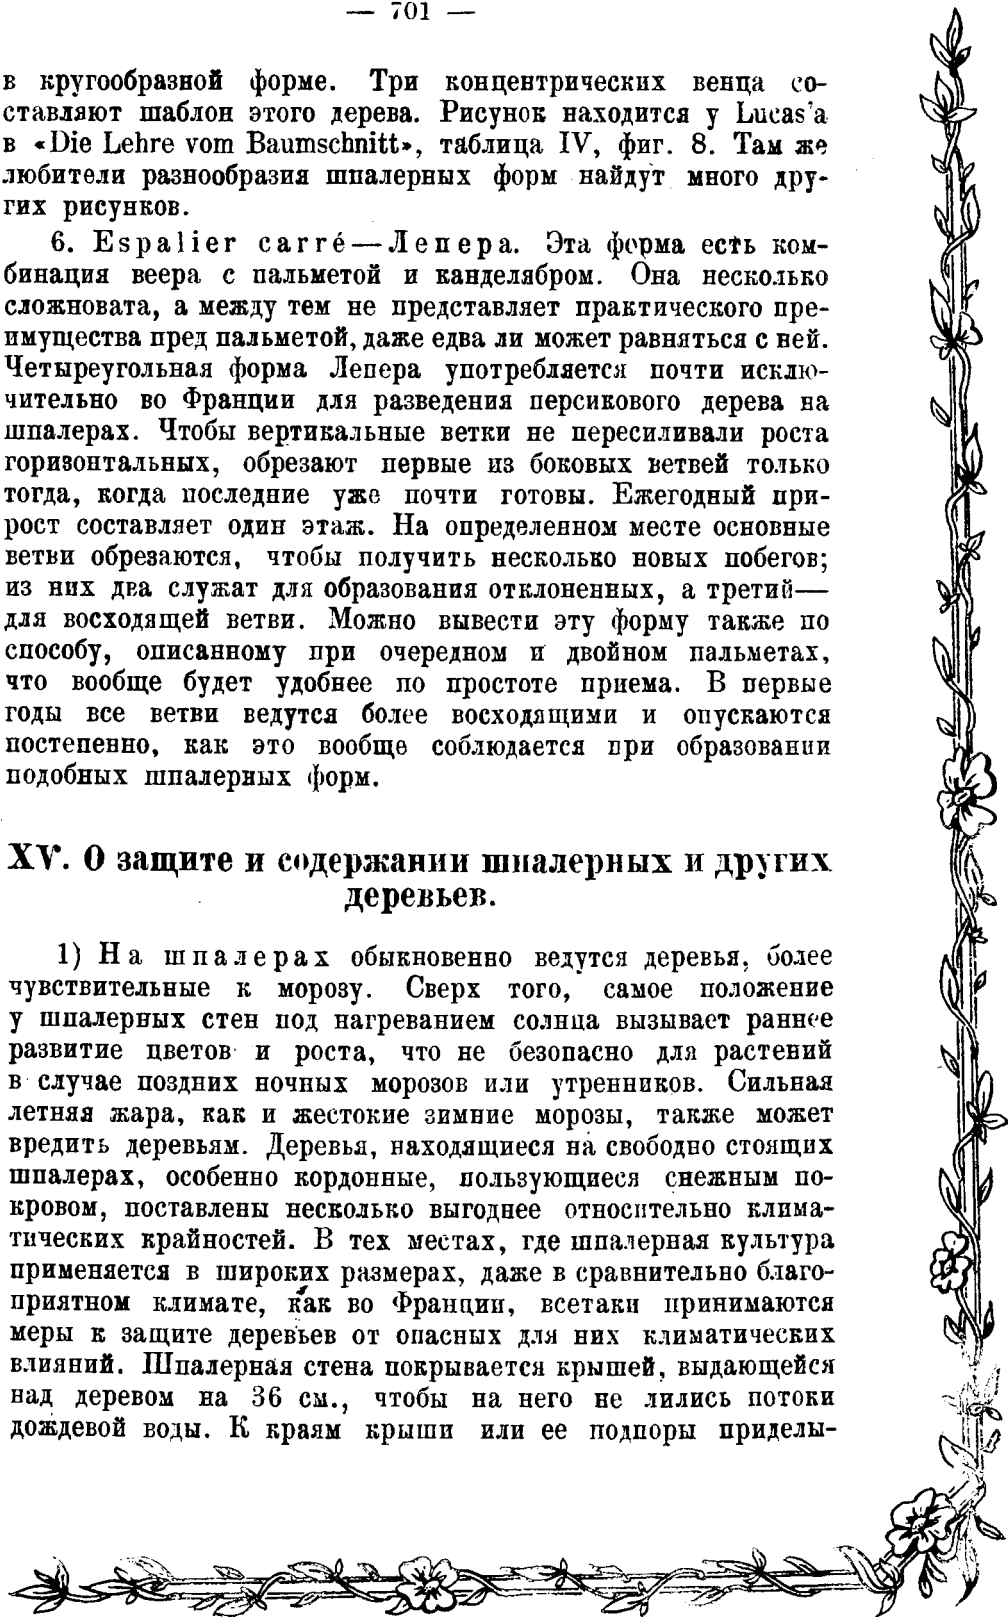 — 701 —
в кругообразной форме. Три концентрических венца со-
ставляют шаблон этого дерева. Рисунок находится у Lucas'a
в «Die Lehre vom Baumschnitt», таблица IV, фиг. 8. Там же
любители разнообразия шпалерных форм найдут много дру-
гих рисунков.
6. Espalier carré—Лепера. Эта форма есть ком-
бинация веера с пальметой и канделябром. Она несколько
сложновата, а между тем не представляет практического пре-
имущества пред пальметой, даже едва ли может равняться с ней.
Четыреугольная форма Лепера употребляется почти исклю-
чительно во Франции для разведения персикового дерева на
шпалерах. Чтобы вертикальные ветки не пересиливали роста
горизонтальных, обрезают первые из боковых ветвей только
тогда, когда последние уже почти готовы. Ежегодный при-
рост составляет один этаж. На определенном месте основные
ветви обрезаются, чтобы получить несколько новых побегов;
из них два служат для образования отклоненных, а третий—
для восходящей ветви. Можно вывести эту форму также по
способу, описанному при очередном и двойном пальметах,
что вообще будет удобнее по простоте приема. В первые
годы все ветви ведутся более восходящими и опускаются
постепенно, как это вообще соблюдается при образовании
подобных шпалерных форм.
XV. О защите и содержании шпалерных и других
деревьев.
1) На шпалерах обыкновенно ведутся деревья, более
чувствительные к морозу. Сверх того, самое положение
у шпалерных стен под нагреванием солнца вызывает раннее
развитие цветов и роста, что не безопасно для растений
в случае поздних ночных морозов или утренников. Сильная
летняя жара, как и жестокие зимние морозы, также может
вредить деревьям. Деревья, находящиеся на свободно стоящих
шпалерах, особенно кордонные, пользующиеся снежным по-
кровом, поставлены несколько выгоднее относительно клима-
тических крайностей. В тех местах, где шпалерная культура
применяется в широких размерах, даже в сравнительно благо-
приятном климате, как во Франции, всетаки принимаются
меры к защите деревьев от опасных для них климатических
влияний. Шпалерная стена покрывается крышей, выдающейся
над деревом на 36 см., чтобы на него не лились потоки
дождевой воды. К краям крыши или ее подпоры приделы-